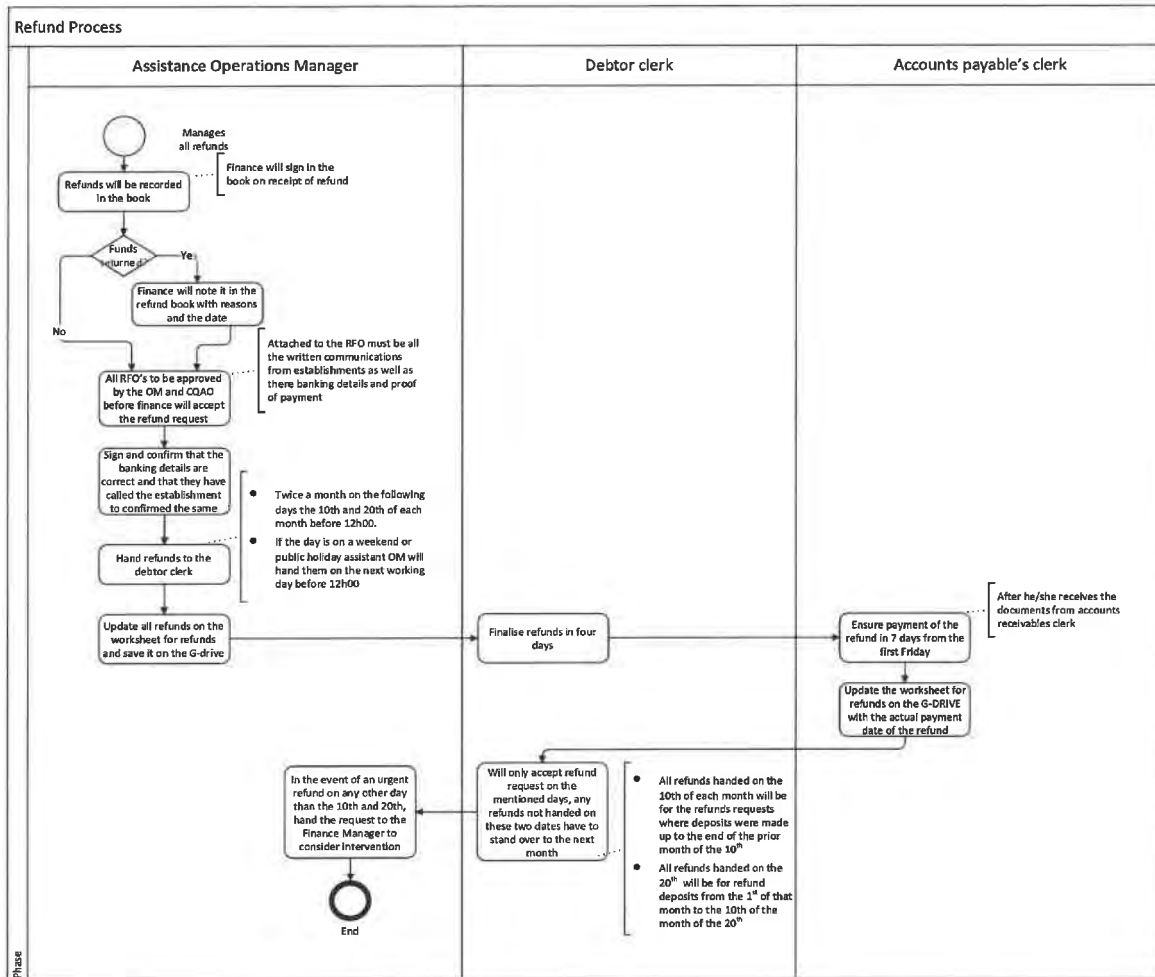 Refund Process
Assistance Operations Manager
Debtor clerk
Accounts payable's clerk
Manages
all refunds
Finance will sign in the
book on receipt of refund
Refunds will be recorded
in the book
Funds
returned?
Yes
No
Finance will note it in the
refund book with reasons
and the date
Attached to the RFO must be all
the written communications
from establishments as well as
there banking details and proof
of payment
All RFO's to be approved
by the OM and CQAO
before finance will accept
the refund request
Sign and confirm that the
banking details are
correct and that they have
called the establishment
to confirmed the same
● Twice a month on the following
days the 10th and 20th of each
month before 12h00.
● If the day is on a weekend or
public holiday assistant OM will
hand them on the next working
day before 12h00
Hand refunds to the
debtor clerk
Update all refunds on the
worksheet for refunds
and save it on the G-drive
Finalise refunds in four
days
Ensure payment of the
refund in 7 days from the
first Friday
After he/she receives the
documents from accounts
receivables clerk
Update the worksheet for
refunds on the G-DRIVE
with the actual payment
date of the refund
Will only accept refund
request on the
mentioned days, any
refunds not handed on
these two dates have to
stand over to the next
month
● All refunds handed on the
10th of each month will be
for the refunds requests
where deposits were made
up to the end of the prior
month of the 10th
● All refunds handed on the
20th will be for refund
deposits from the 1st of that
month to the 10th of the
month of the 20th
In the event of an urgent
refund on any other day
than the 10th and 20th,
hand the request to the
Finance Manager to
consider intervention
End
Phase